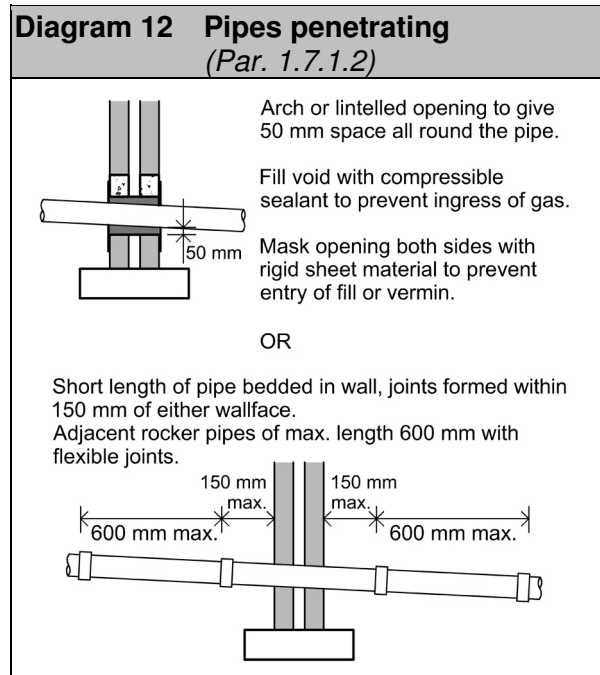 Diagram 12 Pipes penetrating
(Par. 1.7.1.2)
Arch or lintelled opening to give
50 mm space all round the pipe.
Fill void with compressible
sealant to prevent ingress of gas.
50 mm
Mask opening both sides with
rigid sheet material to prevent
entry of fill or vermin.
OR
Short length of pipe bedded in wall, joints formed within
150 mm of either wallface.
Adjacent rocker pipes of max. length 600 mm with
flexible joints.
150 mm
max.
150 mm
max.
600 mm max.
600 mm max.